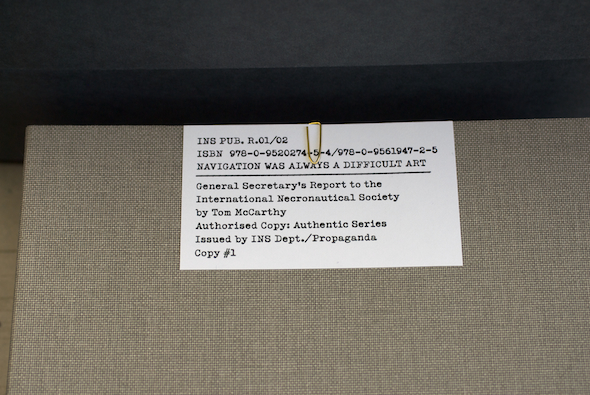 INS PUB. R.01/02
ISBN 978-0-9520274-5-4/978-0-9561947-2-5
NAVIGATION WAS ALWAYS A DIFFICULT ART
General Secretary's Report to the
International Necronautical Society
by Tom McCarthy
Authorised Copy: Authentic Series
Issued by INS Dept./Propaganda
Copy #1